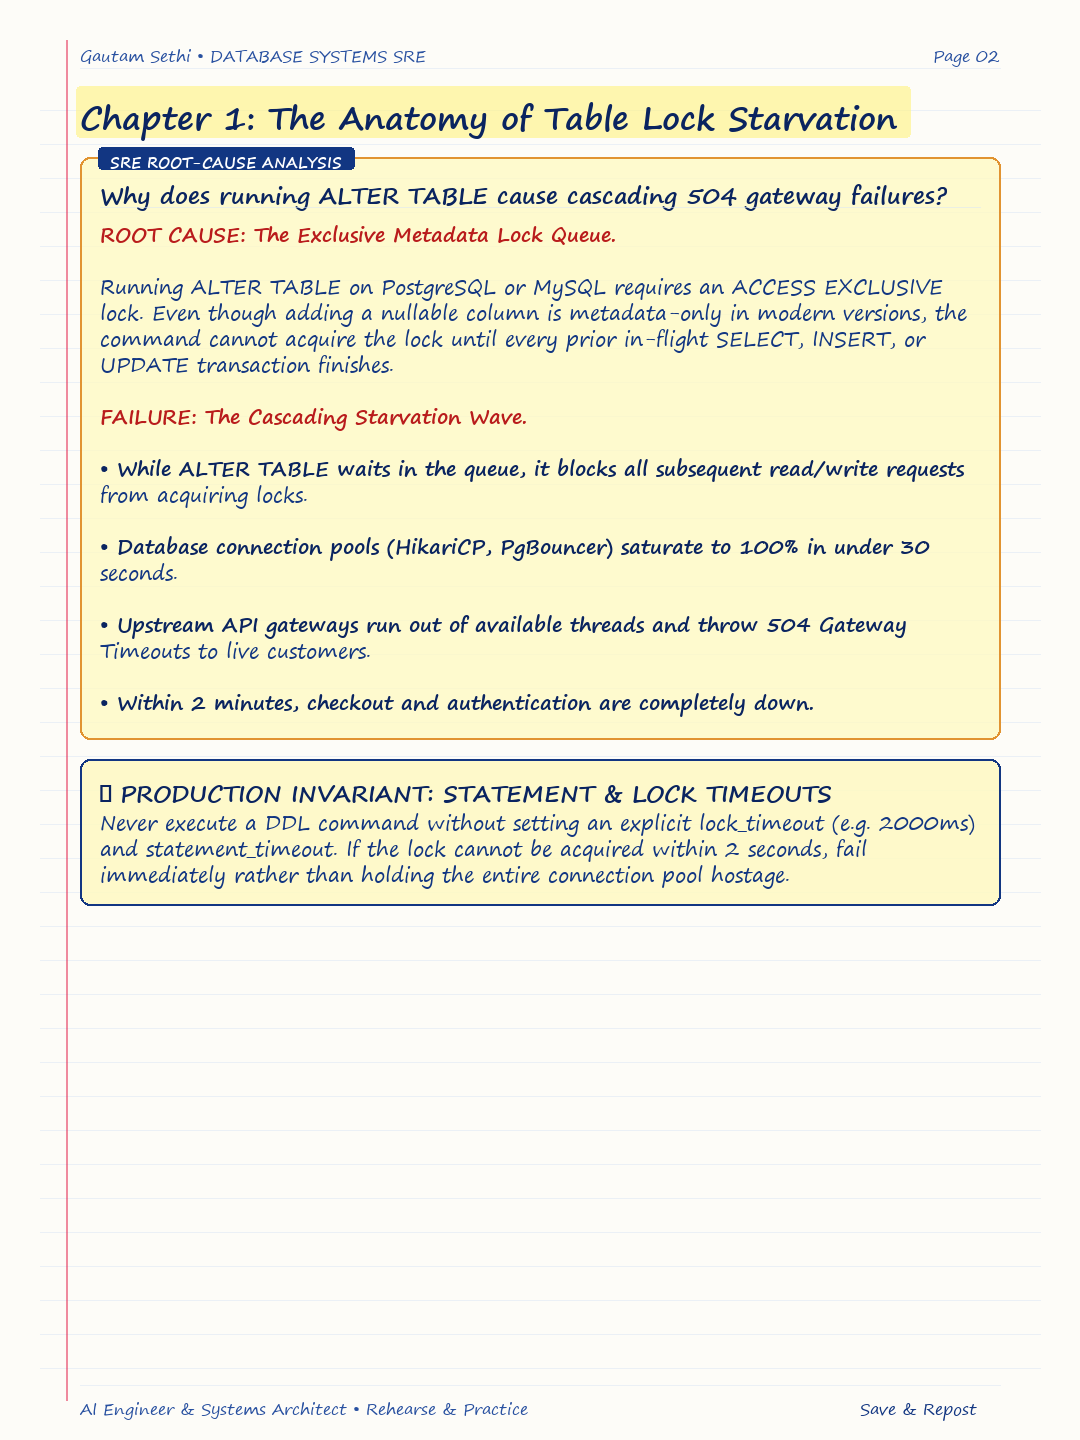 Gautam Sethi • DATABASE SYSTEMS SRE
Page 02
Chapter 1: The Anatomy of Table Lock Starvation
SRE ROOT-CAUSE ANALYSIS
Why does running ALTER TABLE cause cascading 504 gateway failures?
ROOT CAUSE: The Exclusive Metadata Lock Queue.
Running ALTER TABLE on PostgreSQL or MySQL requires an ACCESS EXCLUSIVE
lock. Even though adding a nullable column is metadata-only in modern versions, the
command cannot acquire the lock until every prior in-flight SELECT, INSERT, or
UPDATE transaction finishes.
FAILURE: The Cascading Starvation Wave.
• While ALTER TABLE waits in the queue, it blocks all subsequent read/write requests
from acquiring locks.
• Database connection pools (HikariCP, PgBouncer) saturate to 100% in under 30
seconds.
• Upstream API gateways run out of available threads and throw 504 Gateway
Timeouts to live customers.
• Within 2 minutes, checkout and authentication are completely down.
PRODUCTION INVARIANT: STATEMENT & LOCK TIMEOUTS
Never execute a DDL command without setting an explicit lock_timeout (e.g. 2000ms)
and statement_timeout. If the lock cannot be acquired within 2 seconds, fail
immediately rather than holding the entire connection pool hostage.
AI Engineer & Systems Architect • Rehearse & Practice
Save & Repost